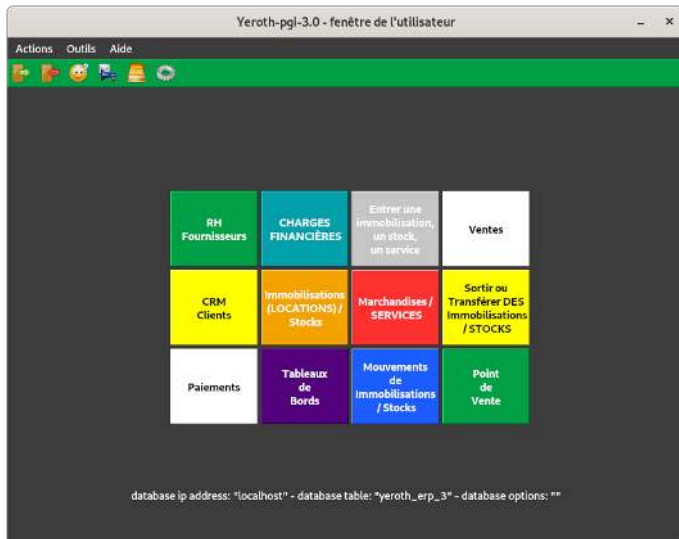 Yeroth-pgi-3.0 - fenêtre de l'utilisateur
Actions Outils Aide
RH
Fournisseurs
CHARGES
FINANCIÈRES
Entrer une
immobilisation,
un stock,
un service
Ventes
CRM
Clients
Immobilisations
(LOCATIONS) /
Stocks
Marchandises /
SERVICES
Sortir ou
Transférer DES
Immobilisations
/ STOCKS
Paiements
Tableaux
de
Bords
Mouvements
de
Immobilisations
/ Stocks
Point
de
Vente
database ip address: "localhost" - database table: "yeroth_erp_3" - database options: ""